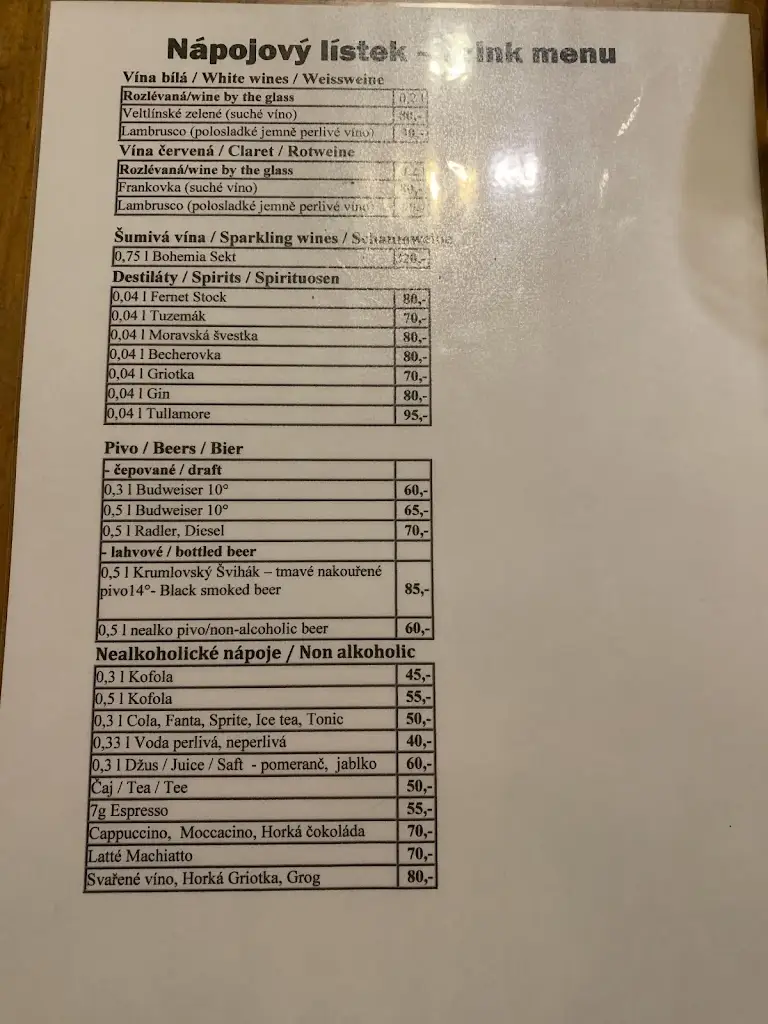 Nápojový lístek - Drink menu
Vína bílá / White wines / Weissweine
Rozlévaná/wine by the glass
Veltlínské zelené (suché víno)
Lambrusco (polosladké jemně perlivé víno)
Vína červená / Claret / Rotweine
Rozlévaná/wine by the glass
Frankovka (suché víno)
Lambrusco (polosladké jemně perlivé víno)
Šumivá vína / Sparkling wines /
0,75 l Bohemia Sekt
Destiláty / Spirits / Spirituosen
0,04 l Fernet Stock 80,-
0,04 l Tuzemák 70,-
0,04 l Moravská švestka 80,-
0,04 l Becherovka 80,-
0,04 l Griotka 70,-
0,04 l Gin 80,-
0,04 l Tullamore 95,-
Pivo / Beers / Bier
- čepované / draft
0,3 l Budweiser 10° 60,-
0,5 l Budweiser 10° 65,-
0,5 l Radler, Diesel 70,-
- lahvové / bottled beer
0,5 l Krumlovský Švihák – tmavé nakouřené
pivo14°- Black smoked beer 85,-
0,5 l nealko pivo/non-alcoholic beer 60,-
Nealkoholické nápoje / Non alkoholic
0,3 l Kofola 45,-
0,5 l Kofola 55,-
0,3 l Cola, Fanta, Sprite, Ice tea, Tonic 50,-
0,33 l Voda perlivá, neperlivá 40,-
0,3 l Džus / Juice / Saft - pomeranč, jablko 60,-
Čaj / Tea / Tee 50,-
7g Espresso 55,-
Cappuccino, Moccacino, Horká čokoláda 70,-
Latté Machiatto 70,-
Svařené víno, Horká Griotka, Grog 80,-